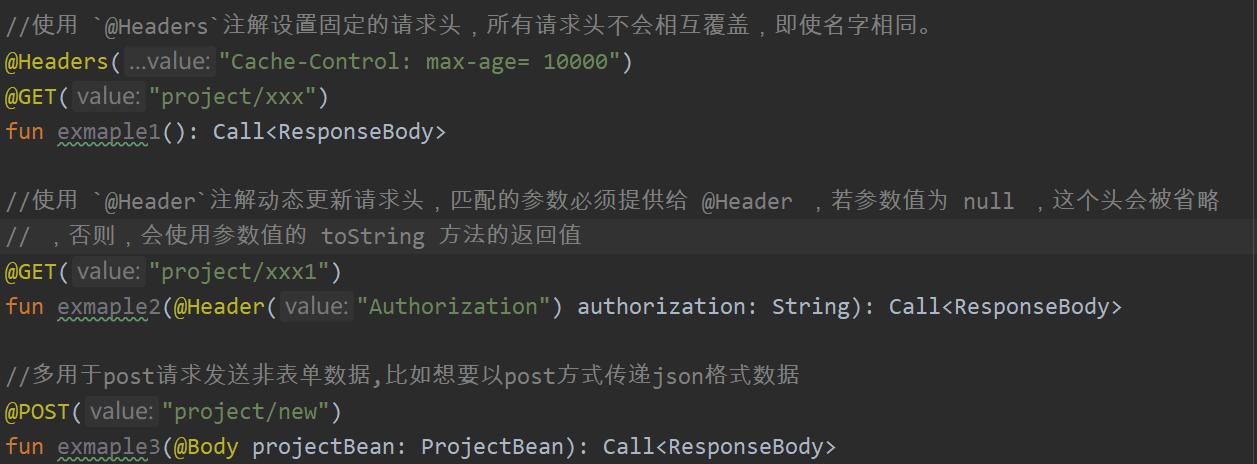 //使用 `@Headers`注解设置固定的请求头，所有请求头不会相互覆盖，即使名字相同。
@Headers( ...value: "Cache-Control: max-age= 10000")
@GET( value: "project/xxx")
fun exmaple1(): Call<ResponseBody>
//使用 `@Header`注解动态更新请求头，匹配的参数必须提供给 @Header ，若参数值为 null ，这个头会被省略
// ，否则，会使用参数值的 toString 方法的返回值
@GET( value: "project/xxx1")
fun exmaple2(@Header( value: "Authorization") authorization: String): Call<ResponseBody>
//多用于post请求发送非表单数据,比如想要以post方式传递json格式数据
@POST( value: "project/new")
fun exmaple3(@Body projectBean: ProjectBean): Call<ResponseBody>